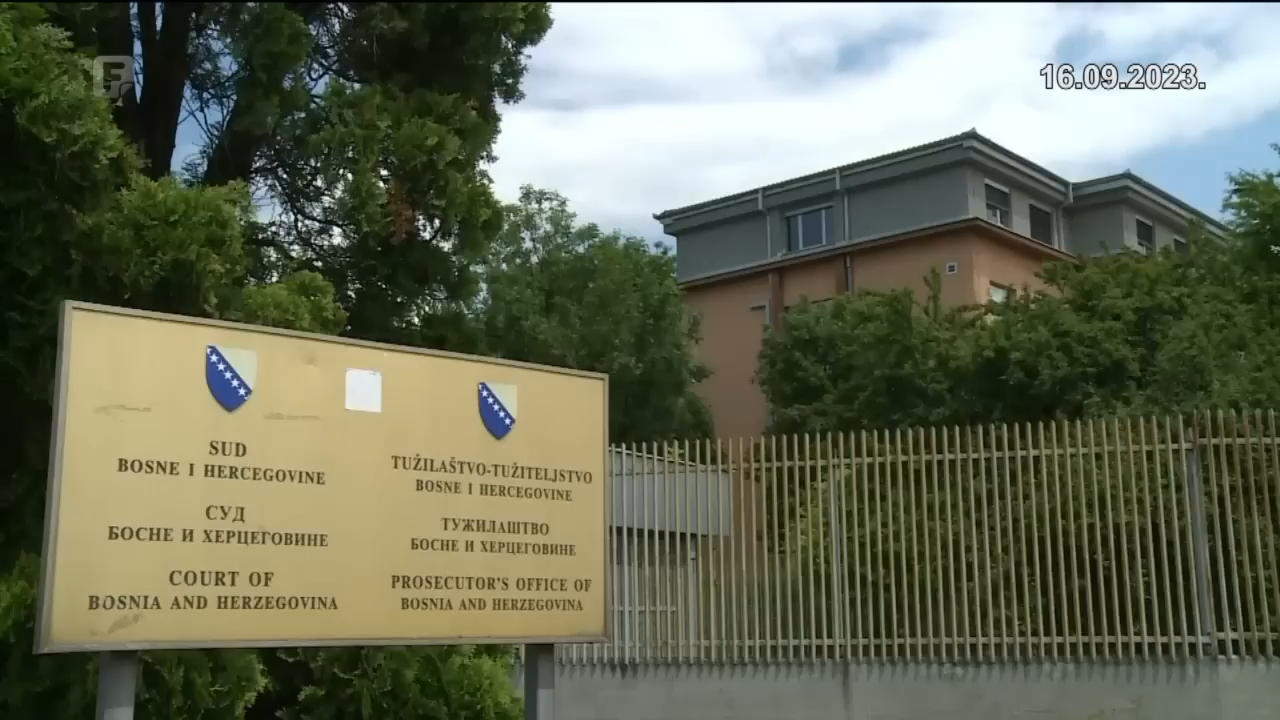 16.09.2023.
SUD
BOSNE I HERCEGOVINE
СУД
БОСНЕ И ХЕРЦЕГОВИНЕ
COURT OF
BOSNIA AND HERZEGOVINA
TUŽILAŠTVO-TUŽITELJSTVO
BOSNE I HERCEGOVINE
ТУЖИЛАШТВО
БОСНЕ И ХЕРЦЕГОВИНЕ
PROSECUTOR'S OFFICE OF
BOSNIA AND HERZEGOVINA